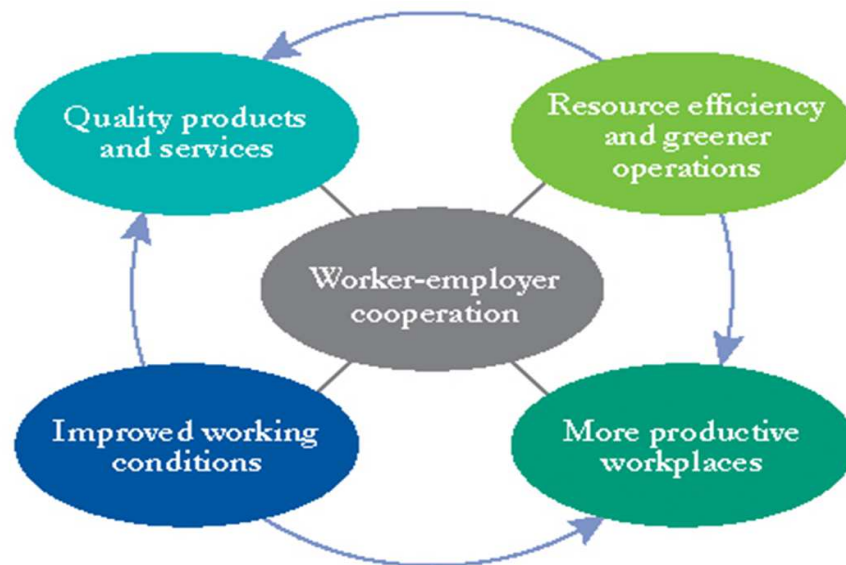 Quality products
and services
Resource efficiency
and greener
operations
Worker-employer
cooperation
Improved working
conditions
More productive
workplaces